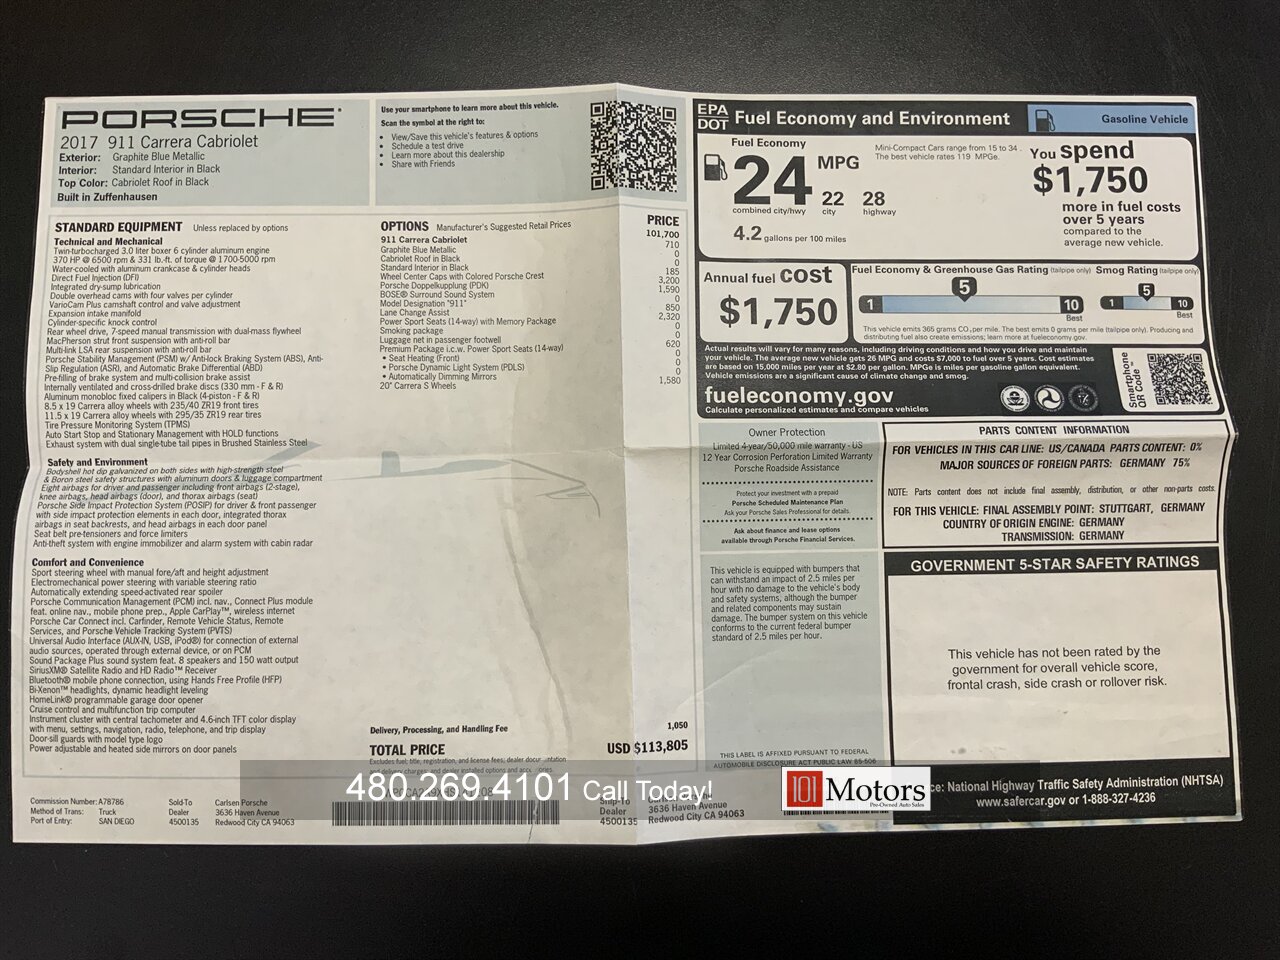 PORSCHE
2017 911 Carrera Cabriolet
Exterior: Graphite Blue Metallic
Interior: Standard Interior in Black
Top Color: Cabriolet Roof in Black
Built in Zuffenhausen
Use your smartphone to learn more about this vehicle.
Scan the symbol at the right to:
• View/Save this vehicle's features & options
• Schedule a test drive
• Learn more about this dealership
• Share with Friends
STANDARD EQUIPMENT Unless replaced by options
Technical and Mechanical
Twin-turbocharged 3.0 liter boxer 6 cylinder aluminum engine
370 HP @ 6500 rpm & 331 lb.-ft. of torque @ 1700-5000 rpm
Water-cooled with aluminum crankcase & cylinder heads
Direct Fuel Injection (DFI)
Integrated dry-sump lubrication
Double overhead cams with four valves per cylinder
VarioCam Plus camshaft control and valve adjustment
Expansion intake manifold
Cylinder-specific knock control
Rear wheel drive, 7-speed manual transmission with dual-mass flywheel
MacPherson strut front suspension with anti-roll bar
Multi-link LSA rear suspension with anti-roll bar
Porsche Stability Management (PSM) w/ Anti-lock Braking System (ABS), Anti-
Slip Regulation (ASR), and Automatic Brake Differential (ABD)
Pre-filling of brake system and multi-collision brake assist
Internally ventilated and cross-drilled brake discs (330 mm - F & R)
Aluminum monobloc fixed calipers in Black (4-piston - F & R)
8.5 x 19 Carrera alloy wheels with 235/40 ZR19 front tires
11.5 x 19 Carrera alloy wheels with 295/35 ZR19 rear tires
Tire Pressure Monitoring System (TPMS)
Auto Start Stop and Stationary Management with HOLD functions
Exhaust system with dual single-tube tail pipes in Brushed Stainless Steel
Safety and Environment
Bodyshell hot dip galvanized on both sides with high-strength steel
& Boron steel safety structures with aluminum doors & luggage compartment
Eight airbags for driver and passenger including front airbags (2-stage),
knee airbags, head airbags (door), and thorax airbags (seat)
Porsche Side Impact Protection System (POSIP) for driver & front passenger
with side impact protection elements in each door, integrated thorax
airbags in seat backrests, and head airbags in each door panel
Seat belt pre-tensioners and force limiters
Anti-theft system with engine immobilizer and alarm system with cabin radar
Comfort and Convenience
Sport steering wheel with manual fore/aft and height adjustment
Electromechanical power steering with variable steering ratio
Automatically extending speed-activated rear spoiler
Porsche Communication Management (PCM) incl. nav., Connect Plus module
feat. online nav., mobile phone prep., Apple CarPlay™, wireless internet
Porsche Car Connect incl. Carfinder, Remote Vehicle Status, Remote
Services, and Porsche Vehicle Tracking System (PVTS)
Universal Audio Interface (AUX-IN, USB, iPod®) for connection of external
audio sources, operated through external device, or on PCM
Sound Package Plus sound system feat. 8 speakers and 150 watt output
SiriusXM® Satellite Radio and HD Radio™ Receiver
Bluetooth® mobile phone connection, using Hands Free Profile (HFP)
Bi-Xenon™ headlights, dynamic headlight leveling
HomeLink® programmable garage door opener
Cruise control and multifunction trip computer
Instrument cluster with central tachometer and 4.6-inch TFT color display
with menu, settings, navigation, radio, telephone, and trip display
Door-sill guards with model type logo
Power adjustable and heated side mirrors on door panels
OPTIONS Manufacturer's Suggested Retail Prices PRICE
911 Carrera Cabriolet 101,700
Graphite Blue Metallic 710
Cabriolet Roof in Black 0
Standard Interior in Black 0
Wheel Center Caps with Colored Porsche Crest 185
Porsche Doppelkupplung (PDK) 3,200
BOSE® Surround Sound System 1,590
Model Designation "911" 0
Lane Change Assist 850
Power Sport Seats (14-way) with Memory Package 2,320
Smoking package 0
Luggage net in passenger footwell 0
Premium Package i.c.w. Power Sport Seats (14-way) 620
• Seat Heating (Front) 0
• Porsche Dynamic Light System (PDLS) 0
• Automatically Dimming Mirrors 0
20" Carrera S Wheels 1,580
Delivery, Processing, and Handling Fee 1,050
TOTAL PRICE USD $113,805
Excludes fuel, title, registration, and license fees; dealer
delivery charges and dealer installed options and
Commission Number: A78786
Method of Trans: Truck
Port of Entry: SAN DIEGO
Sold-To
Dealer
4500135
Carlsen Porsche
3636 Haven Avenue
Redwood City CA 94063
Ship-To
Dealer
4500135
3636 Haven Avenue
Redwood City CA 94063
480.269.4101 Call Today!
101 Motors
Pre-Owned Auto Sales
EPA
DOT
Fuel Economy and Environment
Gasoline Vehicle
Fuel Economy
24 MPG
combined city/hwy
22
city
28
highway
4.2 gallons per 100 miles
Mini-Compact Cars range from 15 to 34 .
The best vehicle rates 119 MPGe.
You spend
$1,750
more in fuel costs
over 5 years
compared to the
average new vehicle.
Annual fuel cost
$1,750
Fuel Economy & Greenhouse Gas Rating (tailpipe only)
1 5 10
Best
Smog Rating (tailpipe only)
1 5 10
Best
This vehicle emits 365 grams CO2 per mile. The best emits 0 grams per mile (tailpipe only). Producing and
distributing fuel also create emissions; learn more at fueleconomy.gov.
Actual results will vary for many reasons, including driving conditions and how you drive and maintain
your vehicle. The average new vehicle gets 26 MPG and costs $7,000 to fuel over 5 years. Cost estimates
are based on 15,000 miles per year at $2.80 per gallon. MPGe is miles per gasoline gallon equivalent.
Vehicle emissions are a significant cause of climate change and smog.
fueleconomy.gov
Calculate personalized estimates and compare vehicles
Smartphone
QR Code
Owner Protection
Limited 4-year/50,000 mile warranty - US
12 Year Corrosion Perforation Limited Warranty
Porsche Roadside Assistance
Protect your investment with a prepaid
Porsche Scheduled Maintenance Plan
Ask your Porsche Sales Professional for details.
Ask about finance and lease options
available through Porsche Financial Services.
This vehicle is equipped with bumpers that
can withstand an impact of 2.5 miles per
hour with no damage to the vehicle's body
and safety systems, although the bumper
and related components may sustain
damage. The bumper system on this vehicle
conforms to the current federal bumper
standard of 2.5 miles per hour.
THIS LABEL IS AFFIXED PURSUANT TO FEDERAL
AUTOMOBILE DISCLOSURE ACT PUBLIC LAW 85-506
PARTS CONTENT INFORMATION
FOR VEHICLES IN THIS CAR LINE: US/CANADA PARTS CONTENT: 0%
MAJOR SOURCES OF FOREIGN PARTS: GERMANY 75%
NOTE: Parts content does not include final assembly, distribution, or other non-parts costs.
FOR THIS VEHICLE: FINAL ASSEMBLY POINT: STUTTGART, GERMANY
COUNTRY OF ORIGIN ENGINE: GERMANY
TRANSMISSION: GERMANY
GOVERNMENT 5-STAR SAFETY RATINGS
This vehicle has not been rated by the
government for overall vehicle score,
frontal crash, side crash or rollover risk.
National Highway Traffic Safety Administration (NHTSA)
www.safercar.gov or 1-888-327-4236